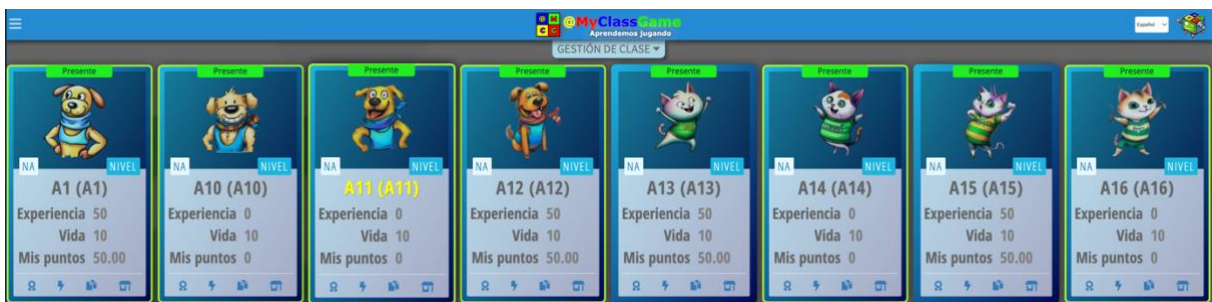 @MyClassGame
Aprendemos jugando
Español
GESTIÓN DE CLASE
Presente
NA
NIVEL
A1 (A1)
Experiencia 50
Vida 10
Mis puntos 50.00
Presente
NA
NIVEL
A10 (A10)
Experiencia 0
Vida 10
Mis puntos 0
Presente
NA
NIVEL
A11 (A11)
Experiencia 0
Vida 10
Mis puntos 0
Presente
NA
NIVEL
A12 (A12)
Experiencia 50
Vida 10
Mis puntos 50.00
Presente
NA
NIVEL
A13 (A13)
Experiencia 0
Vida 10
Mis puntos 0
Presente
NA
NIVEL
A14 (A14)
Experiencia 0
Vida 10
Mis puntos 0
Presente
NA
NIVEL
A15 (A15)
Experiencia 50
Vida 10
Mis puntos 50.00
Presente
NA
NIVEL
A16 (A16)
Experiencia 0
Vida 10
Mis puntos 0